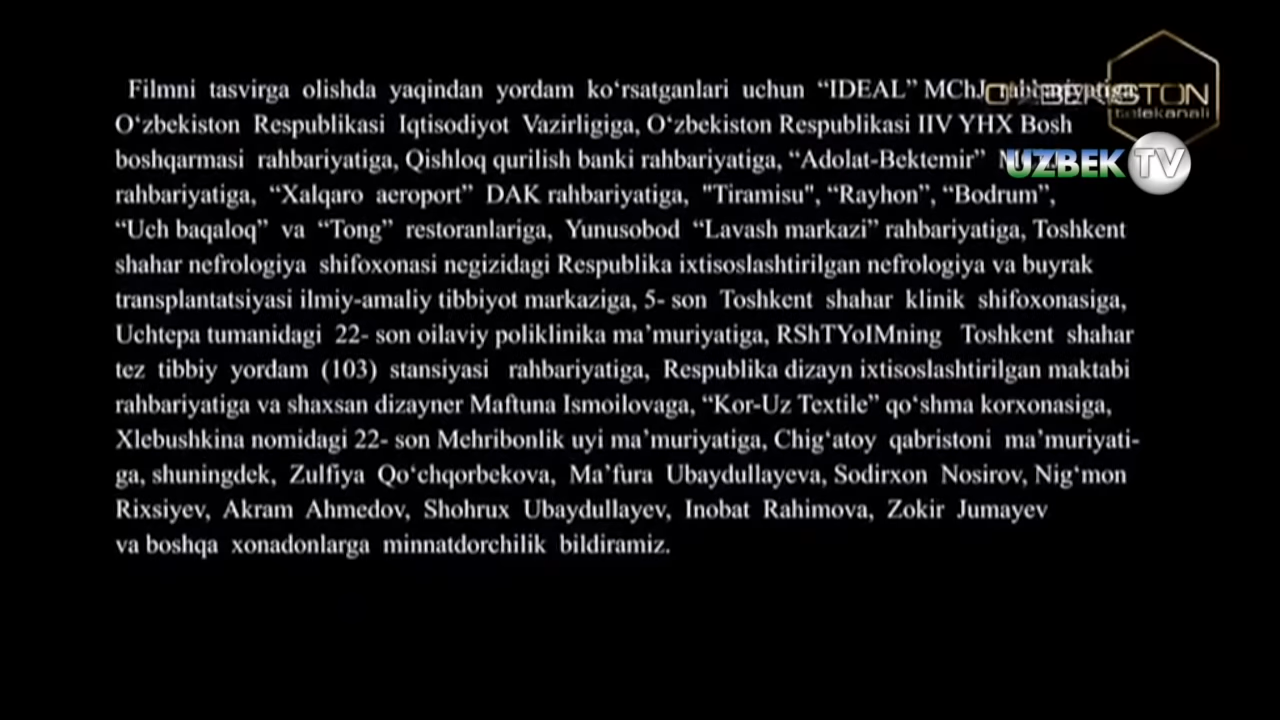 Filmni tasvirga olishda yaqindan yordam ko‘rsatganlari uchun “IDEAL” MChJ rahbariyatiga,
O‘zbekiston Respublikasi Iqtisodiyot Vazirligiga, O‘zbekiston Respublikasi IIV YHX Bosh
boshqarmasi rahbariyatiga, Qishloq qurilish banki rahbariyatiga, “Adolat-Bektemir”
rahbariyatiga, “Xalqaro aeroport” DAK rahbariyatiga, "Tiramisu", “Rayhon”, “Bodrum”,
“Uch baqaloq” va “Tong” restoranlariga, Yunusobod “Lavash markazi” rahbariyatiga, Toshkent
shahar nefrologiya shifoxonasi negizidagi Respublika ixtisoslashtirilgan nefrologiya va buyrak
transplantatsiyasi ilmiy-amaliy tibbiyot markaziga, 5- son Toshkent shahar klinik shifoxonasiga,
Uchtepa tumanidagi 22- son oilaviy poliklinika ma’muriyatiga, RShTYoIMning Toshkent shahar
tez tibbiy yordam (103) stansiyasi rahbariyatiga, Respublika dizayn ixtisoslashtirilgan maktabi
rahbariyatiga va shaxsan dizayner Maftuna Ismoilovaga, “Kor-Uz Textile” qo‘shma korxonasiga,
Xlebushkina nomidagi 22- son Mehribonlik uyi ma’muriyatiga, Chig‘atoy qabristoni ma’muriyati-
ga, shuningdek, Zulfiya Qo‘chqorbekova, Ma’fura Ubaydullayeva, Sodirxon Nosirov, Nig‘mon
Rixsiyev, Akram Ahmedov, Shohrux Ubaydullayev, Inobat Rahimova, Zokir Jumayev
va boshqa xonadonlarga minnatdorchilik bildiramiz.
O‘ZBEKISTON
telekanali
UZBEK TV